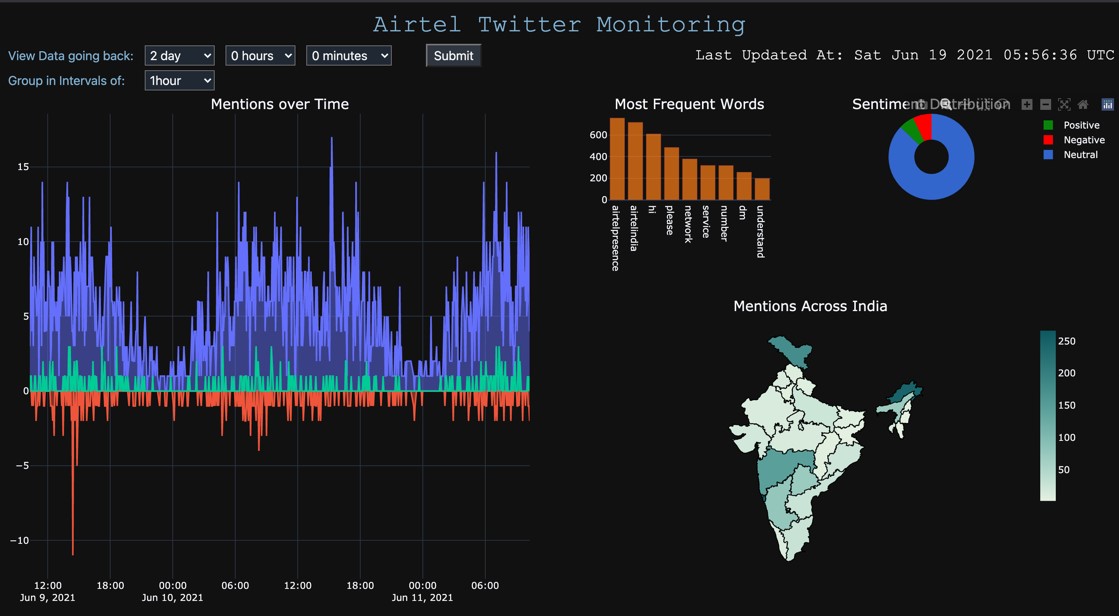 Airtel Twitter Monitoring
View Data going back: 2 day 0 hours 0 minutes Submit
Last Updated At: Sat Jun 19 2021 05:56:36 UTC
Group in Intervals of: 1hour
Mentions over Time
15
10
5
0
−5
−10
12:00
Jun 9, 2021
18:00
00:00
Jun 10, 2021
06:00
12:00
18:00
00:00
Jun 11, 2021
06:00
Most Frequent Words
600
400
200
0
airtelpresence
airtelindia
hi
please
network
service
number
dm
understand
Sentiment Distribution
Positive
Negative
Neutral
Mentions Across India
250
200
150
100
50